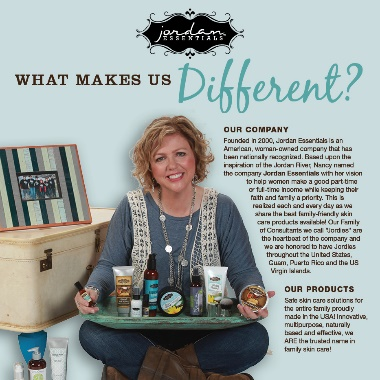 jordan
ESSENTIALS
WHAT MAKES US Different?
OUR COMPANY
Founded in 2000, Jordan Essentials is an
American, women-owned company that has
been nationally recognized. Based upon the
inspiration of the Jordan River, Nancy named
the company Jordan Essentials with her vision
to help women make a good part-time
or full-time income while keeping their
faith and family a priority. This is
realized each and every day as we
share the best family-friendly skin
care products available! Our Family
of Consultants we call "Jordies" are
the heartbeat of the company and
we are honored to have Jordies
throughout the United States,
Guam, Puerto Rico and the US
Virgin Islands.
OUR PRODUCTS
Safe skin care solutions for
the entire family proudly
made in the USA! Innovative,
multipurpose, naturally
based and effective, we
ARE the trusted name in
family skin care!